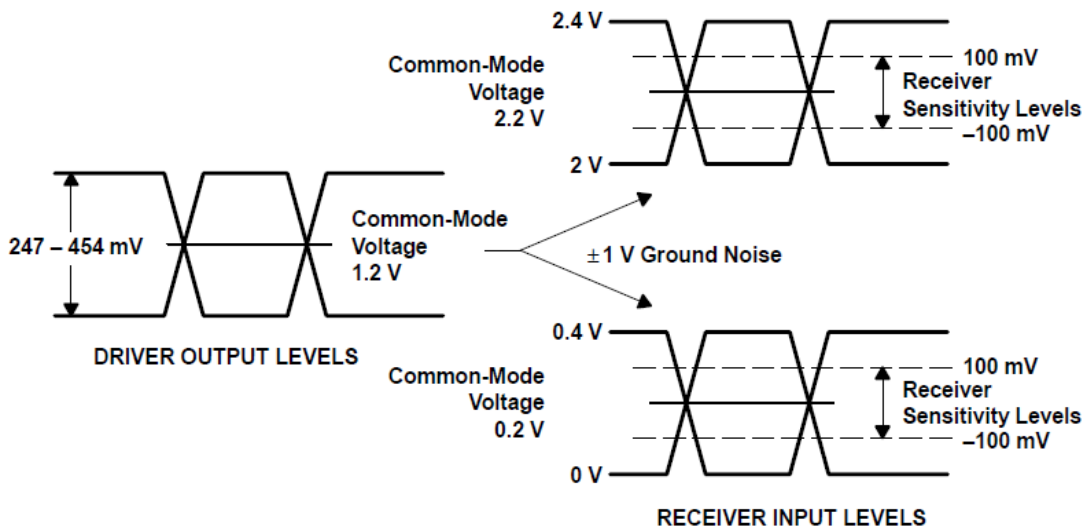 2.4 V
Common-Mode
Voltage
2.2 V
100 mV
Receiver
Sensitivity Levels
–100 mV
2 V
247 – 454 mV
Common-Mode
Voltage
1.2 V
±1 V Ground Noise
DRIVER OUTPUT LEVELS
0.4 V
Common-Mode
Voltage
0.2 V
100 mV
Receiver
Sensitivity Levels
–100 mV
0 V
RECEIVER INPUT LEVELS